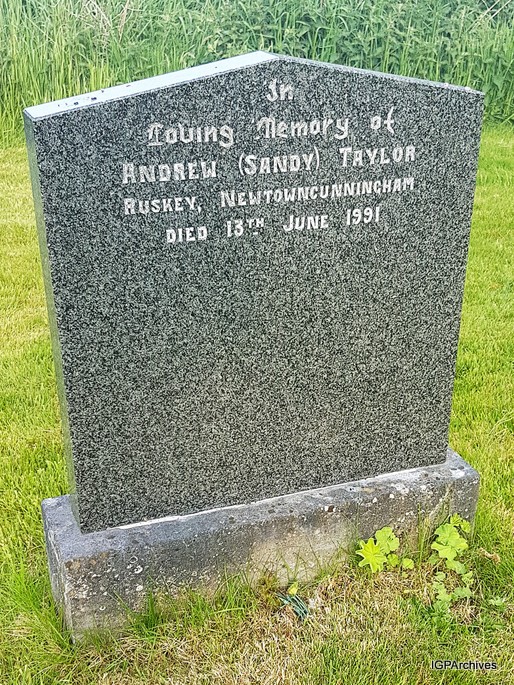 In
Loving Memory of
ANDREW (SANDY) TAYLOR
RUSKEY, NEWTOWNCUNNINGHAM
DIED 13TH JUNE 1991
IGPArchives